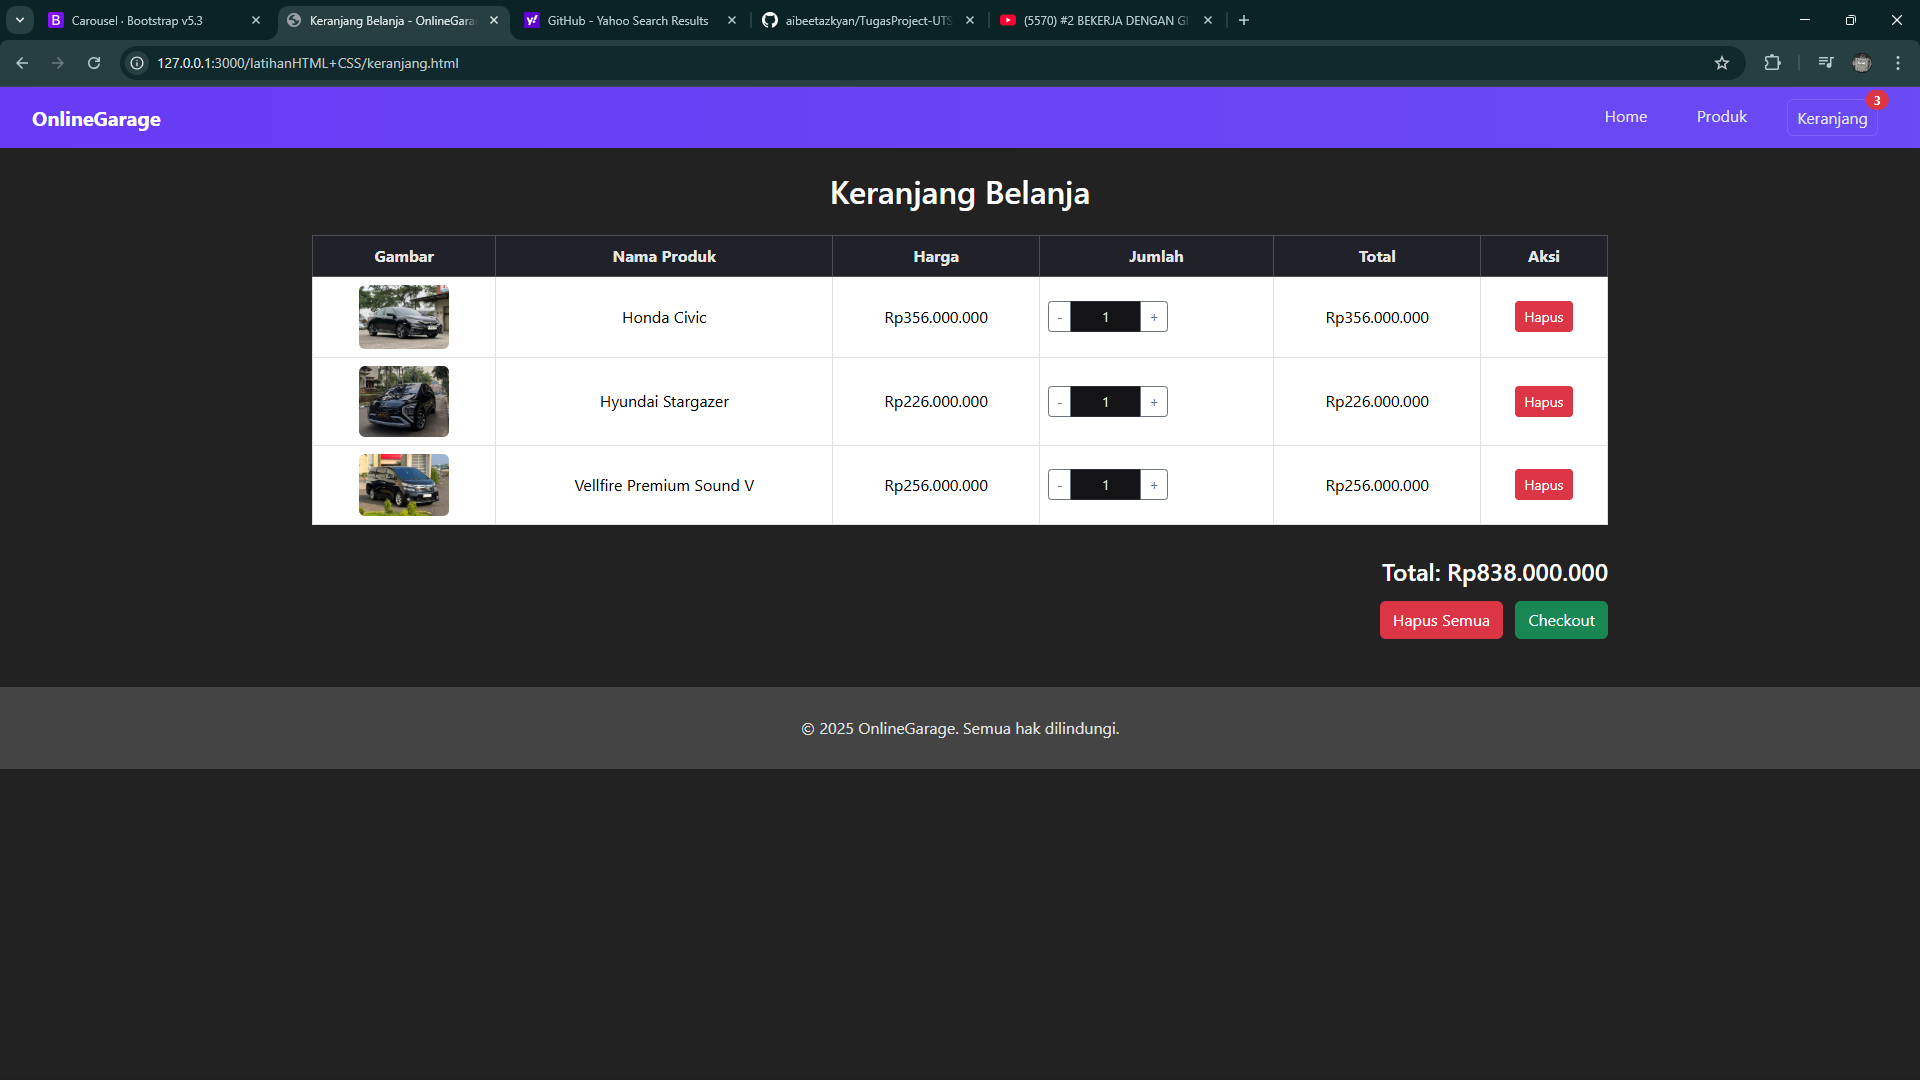 Carousel · Bootstrap v5.3
Keranjang Belanja - OnlineGara
GitHub - Yahoo Search Results
aibeetazkyan/TugasProject-UTS
(5570) #2 BEKERJA DENGAN GI
127.0.0.1:3000/latihanHTML+CSS/keranjang.html
OnlineGarage
Home
Produk
Keranjang
3
Keranjang Belanja
Gambar Nama Produk Harga Jumlah Total Aksi
Honda Civic Rp356.000.000 - 1 + Rp356.000.000 Hapus
Hyundai Stargazer Rp226.000.000 - 1 + Rp226.000.000 Hapus
Vellfire Premium Sound V Rp256.000.000 - 1 + Rp256.000.000 Hapus
Total: Rp838.000.000
Hapus Semua Checkout
© 2025 OnlineGarage. Semua hak dilindungi.